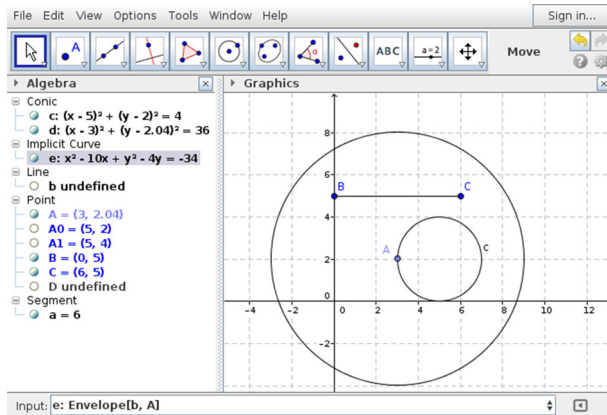 File Edit View Options Tools Window Help
Sign in...
A
ABC
a=2
Move
Algebra
Graphics
Conic
c: (x - 5)² + (y - 2)² = 4
d: (x - 3)² + (y - 2.04)² = 36
Implicit Curve
e: x² - 10x + y² - 4y = -34
Line
b undefined
Point
A = (3, 2.04)
A0 = (5, 2)
A1 = (5, 4)
B = (0, 5)
C = (6, 5)
D undefined
Segment
a = 6
8
6
B C
4
A c
2
0
-4 -2 0 2 4 6 8 10 12
-2
Input: e: Envelope[b, A]